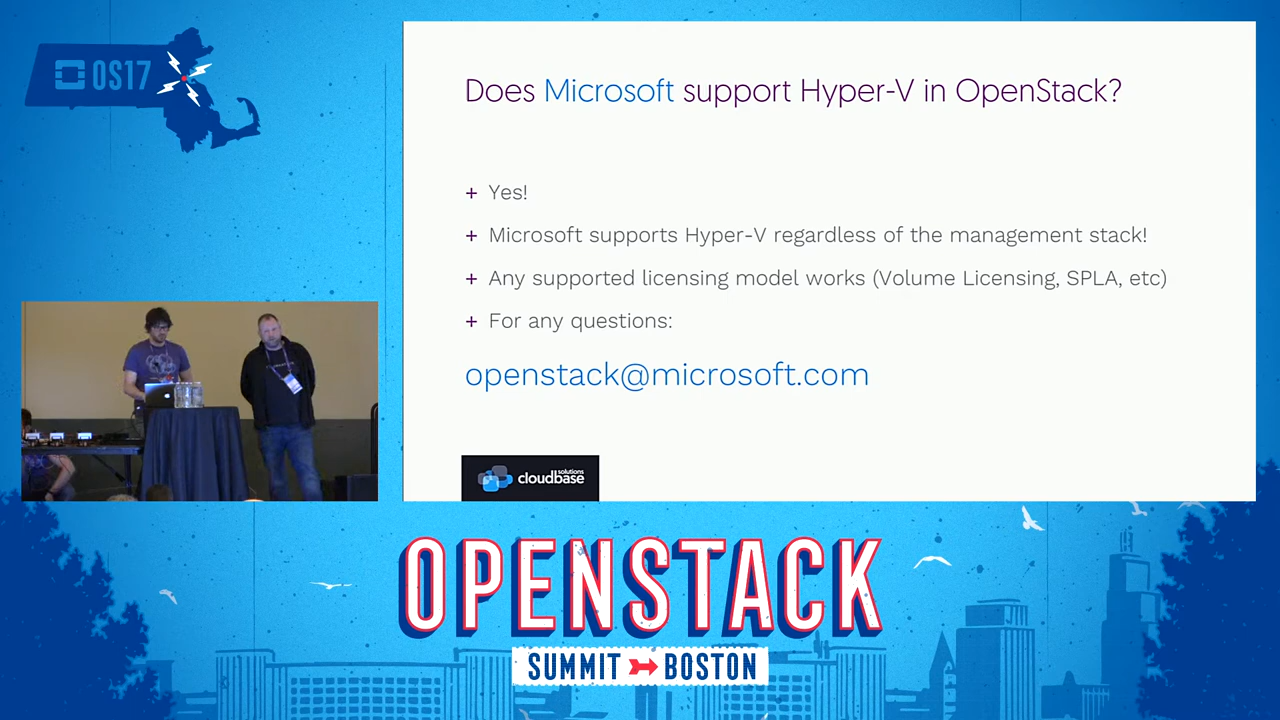 OS17
Does Microsoft support Hyper-V in OpenStack?
+ Yes!
+ Microsoft supports Hyper-V regardless of the management stack!
+ Any supported licensing model works (Volume Licensing, SPLA, etc)
+ For any questions:
openstack@microsoft.com
cloudbase solutions
OPENSTACK
SUMMIT BOSTON